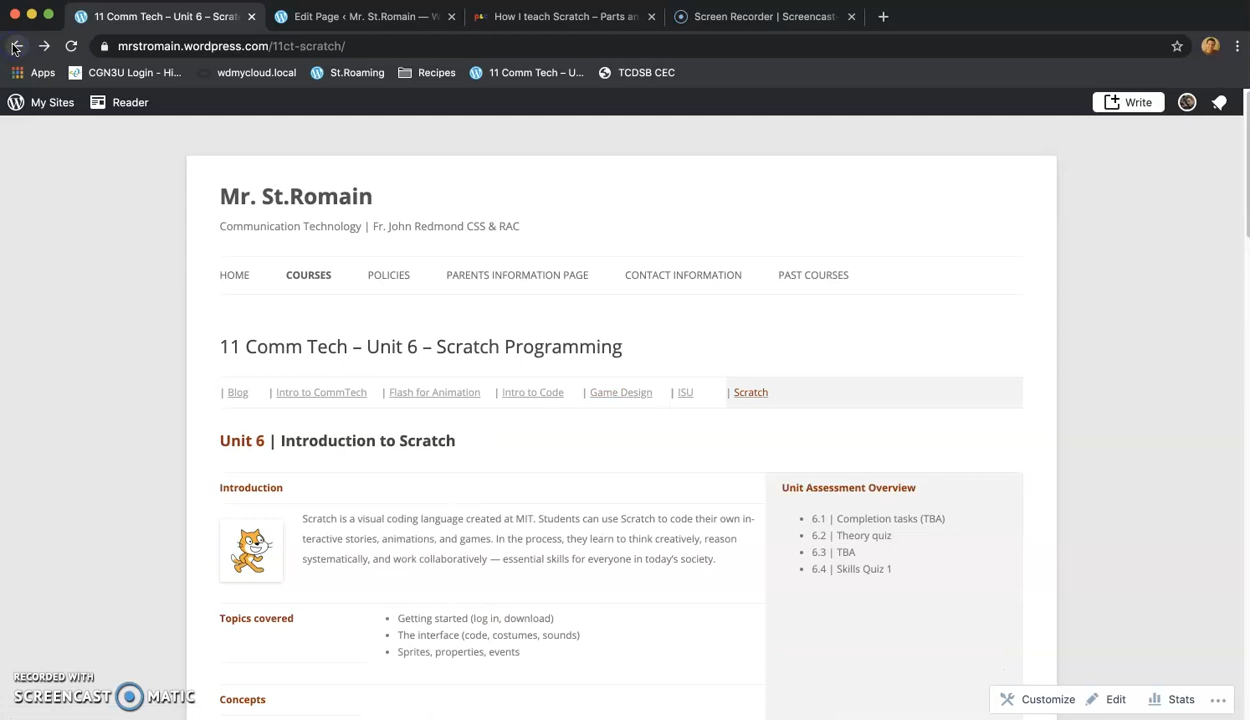 11 Comm Tech – Unit 6 – Scrat
Edit Page ‹ Mr. St.Romain — W
How I teach Scratch – Parts an
Screen Recorder | Screencast-
mrstromain.wordpress.com/11ct-scratch/
Apps CGN3U Login - Hi... wdmycloud.local St.Roaming Recipes 11 Comm Tech – U... TCDSB CEC
My Sites Reader Write
Mr. St.Romain
Communication Technology | Fr. John Redmond CSS & RAC
HOME COURSES POLICIES PARENTS INFORMATION PAGE CONTACT INFORMATION PAST COURSES
11 Comm Tech – Unit 6 – Scratch Programming
| Blog | Intro to CommTech | Flash for Animation | Intro to Code | Game Design | ISU | Scratch
Unit 6 | Introduction to Scratch
Introduction
Scratch is a visual coding language created at MIT. Students can use Scratch to code their own in-
teractive stories, animations, and games. In the process, they learn to think creatively, reason
systematically, and work collaboratively — essential skills for everyone in today's society.
Unit Assessment Overview
6.1 | Completion tasks (TBA)
6.2 | Theory quiz
6.3 | TBA
6.4 | Skills Quiz 1
Topics covered
Getting started (log in, download)
The interface (code, costumes, sounds)
Sprites, properties, events
Concepts
RECORDED WITH
SCREENCAST MATIC
Customize Edit Stats